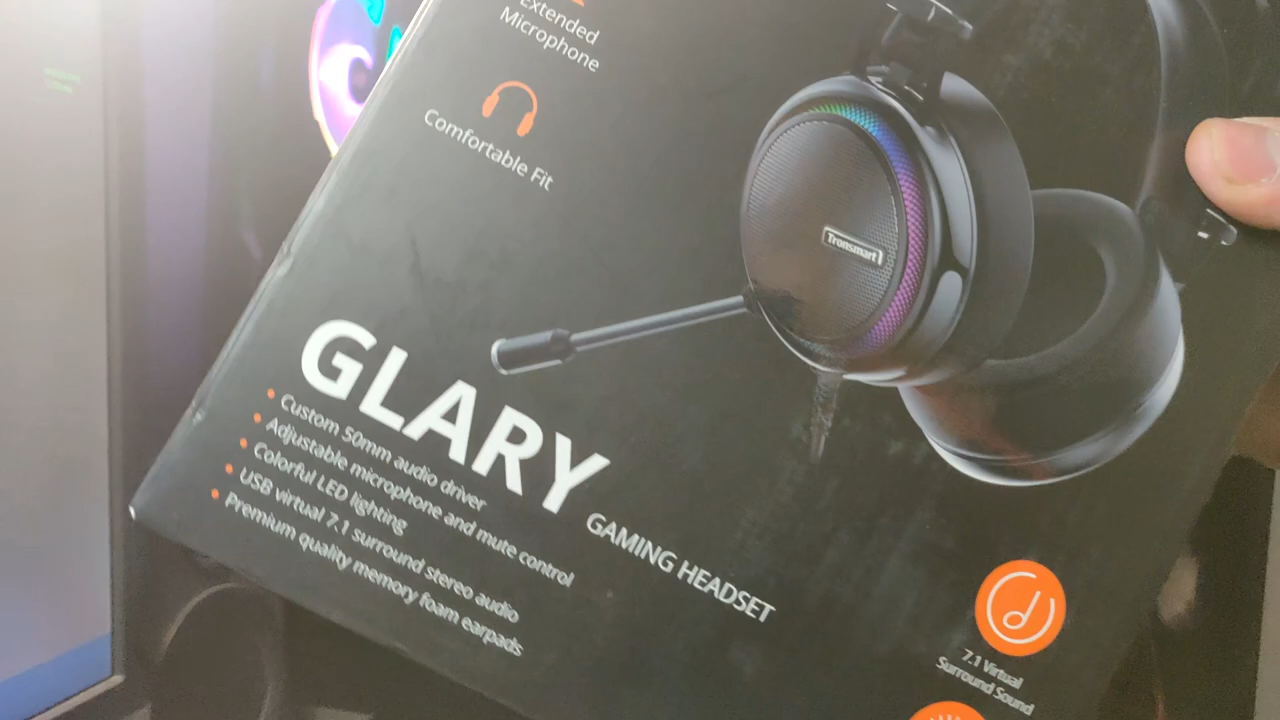 Extended
Microphone
Comfortable Fit
Tronsmart
GLARY
GAMING HEADSET
Custom 50mm audio driver
Adjustable microphone and mute control
Colorful LED lighting
USB virtual 7.1 surround stereo audio
Premium quality memory foam earpads
7.1 Virtual
Surround Sound